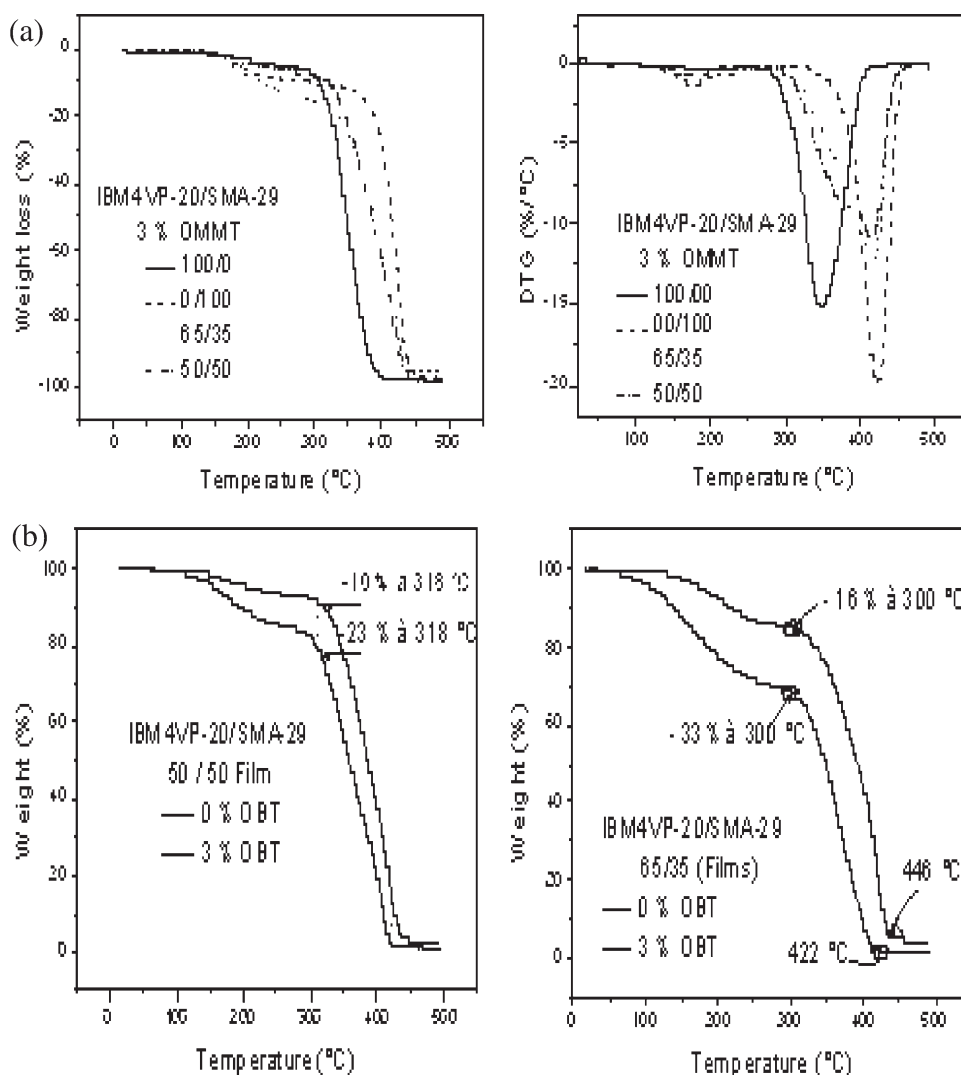 (a)
Weight loss (%)
0
-20
-40
-60
-80
-100
IBM4VP-20/SMA-29
3 % OMMT
100/0
0/100
65/35
50/50
0
100
200
300
400
500
Temperature (°C)
DTG (%/°C)
0
-5
-10
-15
-20
IBM4VP-20/SMA-29
3 % OMMT
100/00
00/100
65/35
50/50
100
200
300
400
500
Temperature (°C)
(b)
Weight (%)
100
80
60
40
20
0
-10 % a 318 °C
-23 % à 318 °C
IBM4VP-20/SMA-29
50 / 50 Film
0 % OBT
3 % OBT
0
100
200
300
400
500
Temperature (°C)
Weight (%)
100
80
60
40
20
0
- 16 % à 300 °C
- 33 % à 300 °C
IBM4VP-20/SMA-29
65/35 (Films)
0 % OBT
3 % OBT
446 °C
422 °C
0
100
200
300
400
500
Temperature (°C)